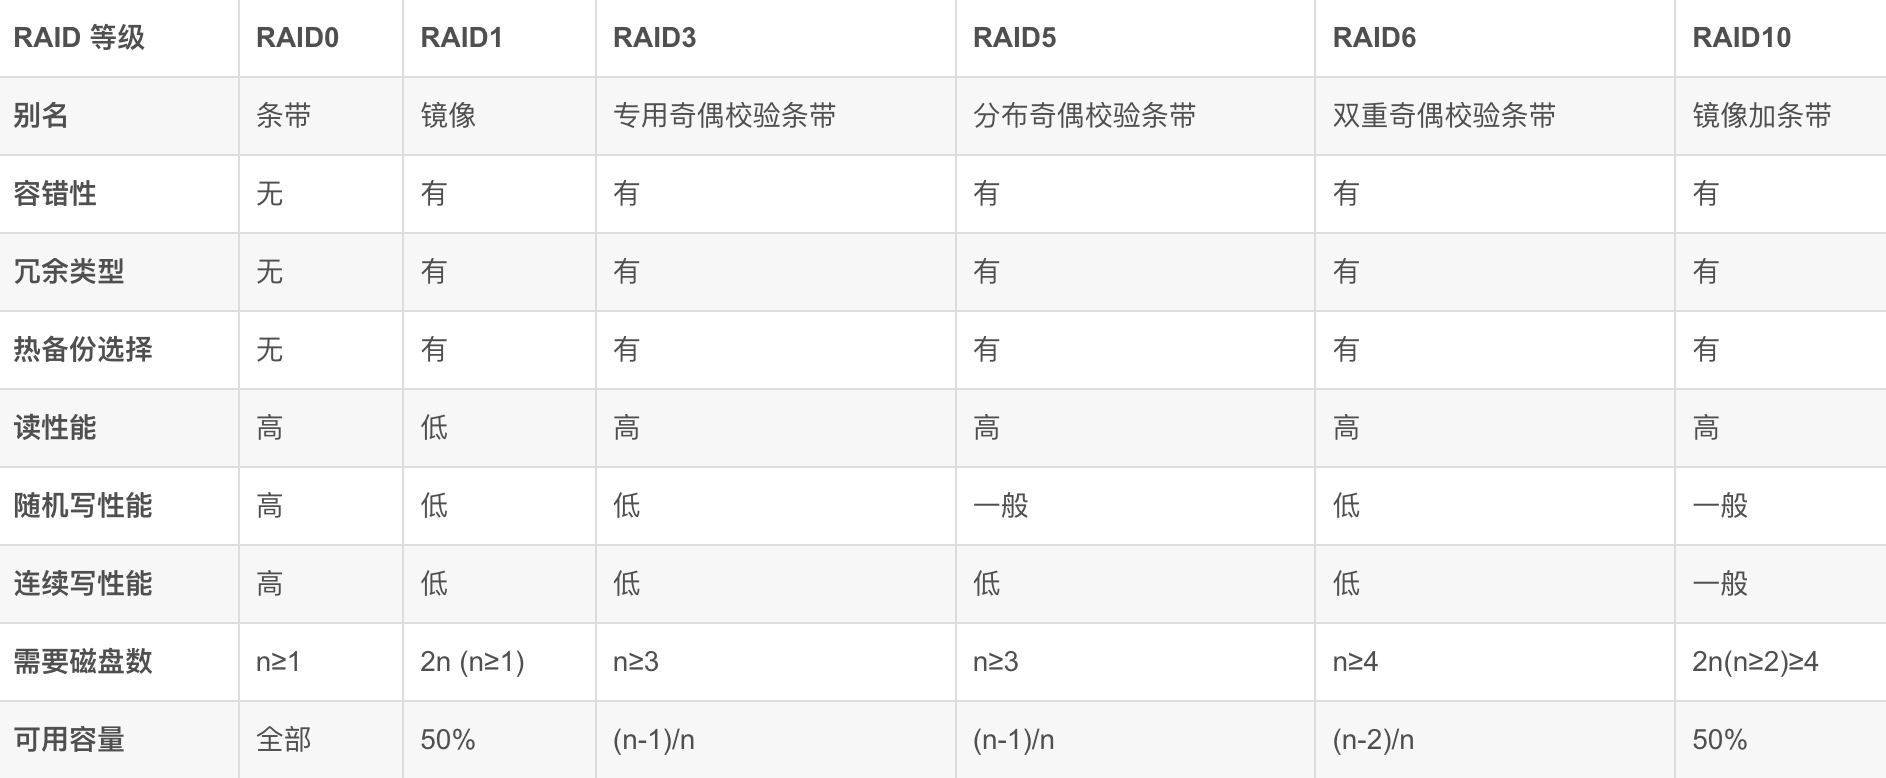 RAID 等级 RAID0 RAID1 RAID3 RAID5 RAID6 RAID10
别名 条带 镜像 专用奇偶校验条带 分布奇偶校验条带 双重奇偶校验条带 镜像加条带
容错性 无 有 有 有 有 有
冗余类型 无 有 有 有 有 有
热备份选择 无 有 有 有 有 有
读性能 高 低 高 高 高 高
随机写性能 高 低 低 一般 低 一般
连续写性能 高 低 低 低 低 一般
需要磁盘数 n≥1 2n (n≥1) n≥3 n≥3 n≥4 2n(n≥2)≥4
可用容量 全部 50% (n-1)/n (n-1)/n (n-2)/n 50%